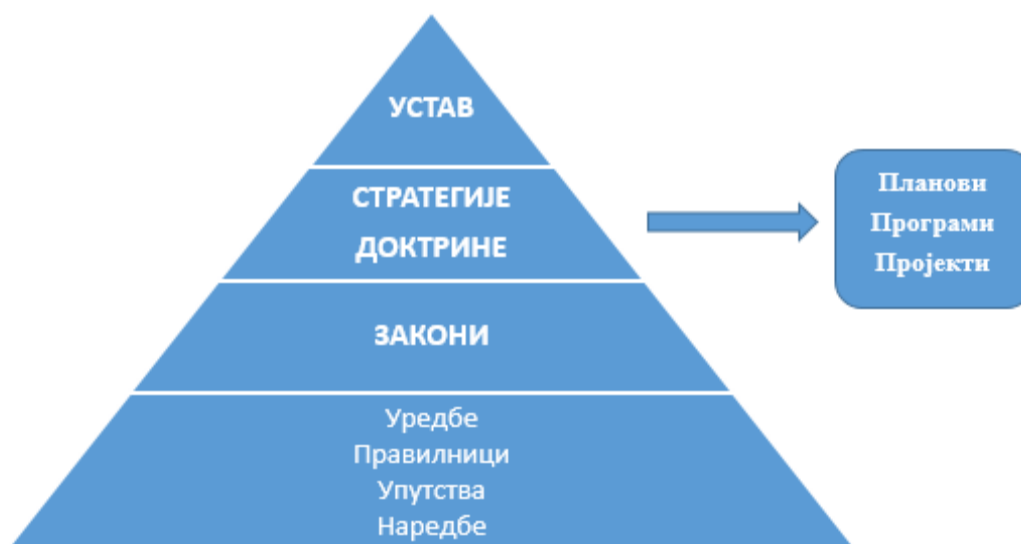 УСТАВ
СТРАТЕГИЈЕ
ДОКТРИНЕ
ЗАКОНИ
Уредбе
Правилници
Упутства
Наредбе
Планови
Програми
Пројекти